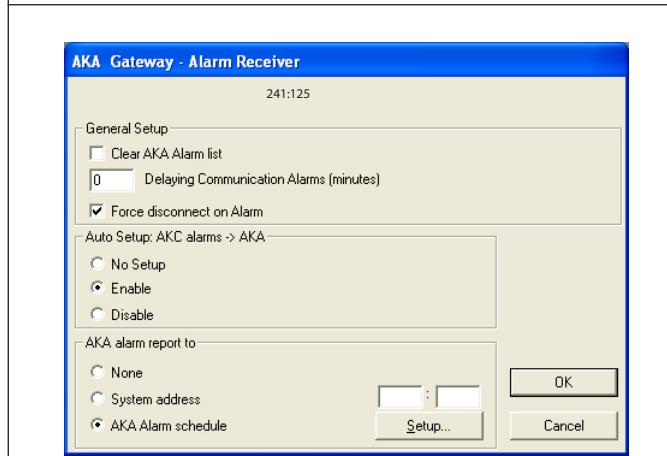 AKA Gateway - Alarm Receiver
241:125
General Setup
Clear AKA Alarm list
0 Delaying Communication Alarms (minutes)
Force disconnect on Alarm
Auto Setup: AKC alarms -> AKA
No Setup
Enable
Disable
AKA alarm report to
None
System address :
AKA Alarm schedule
Setup...
OK
Cancel